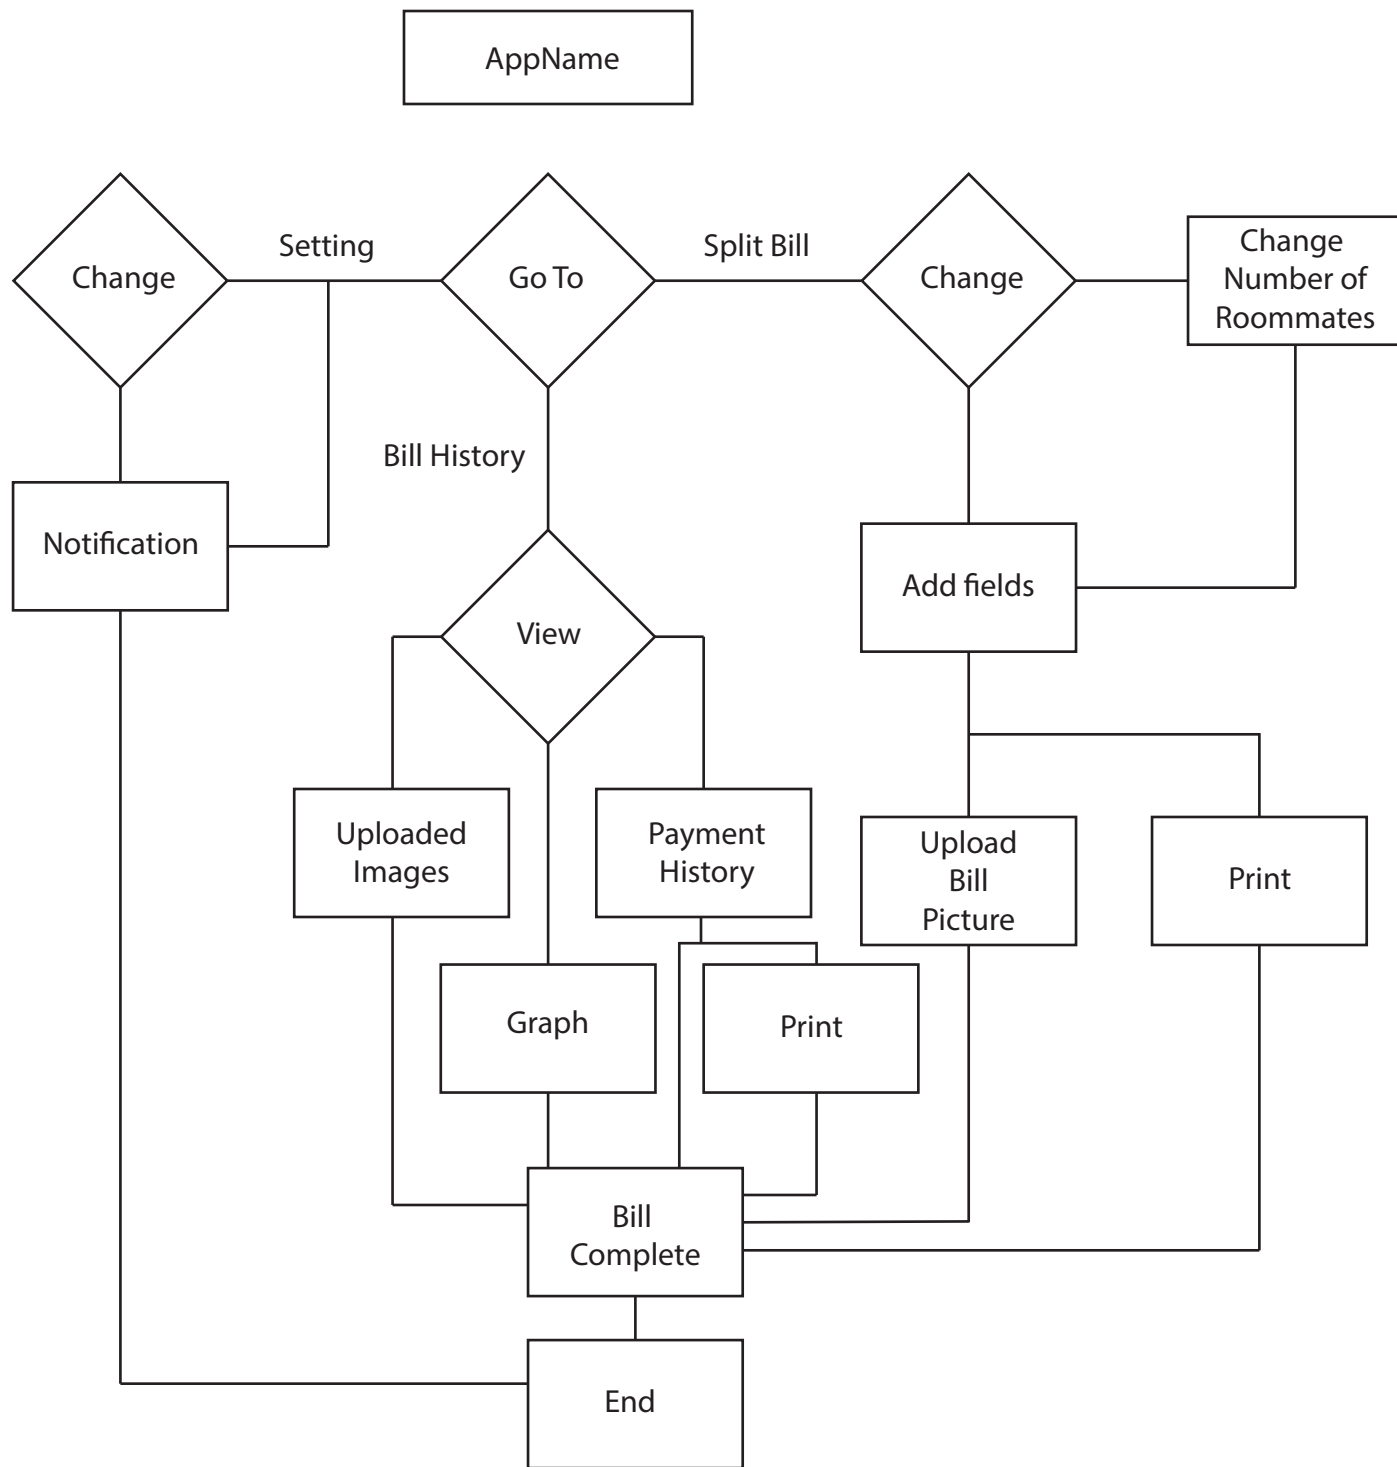 AppName
Change
Setting
Go To
Split Bill
Change
Change
Number of
Roommates
Bill History
Notification
View
Add fields
Uploaded
Images
Payment
History
Upload
Bill
Picture
Print
Graph
Print
Bill
Complete
End